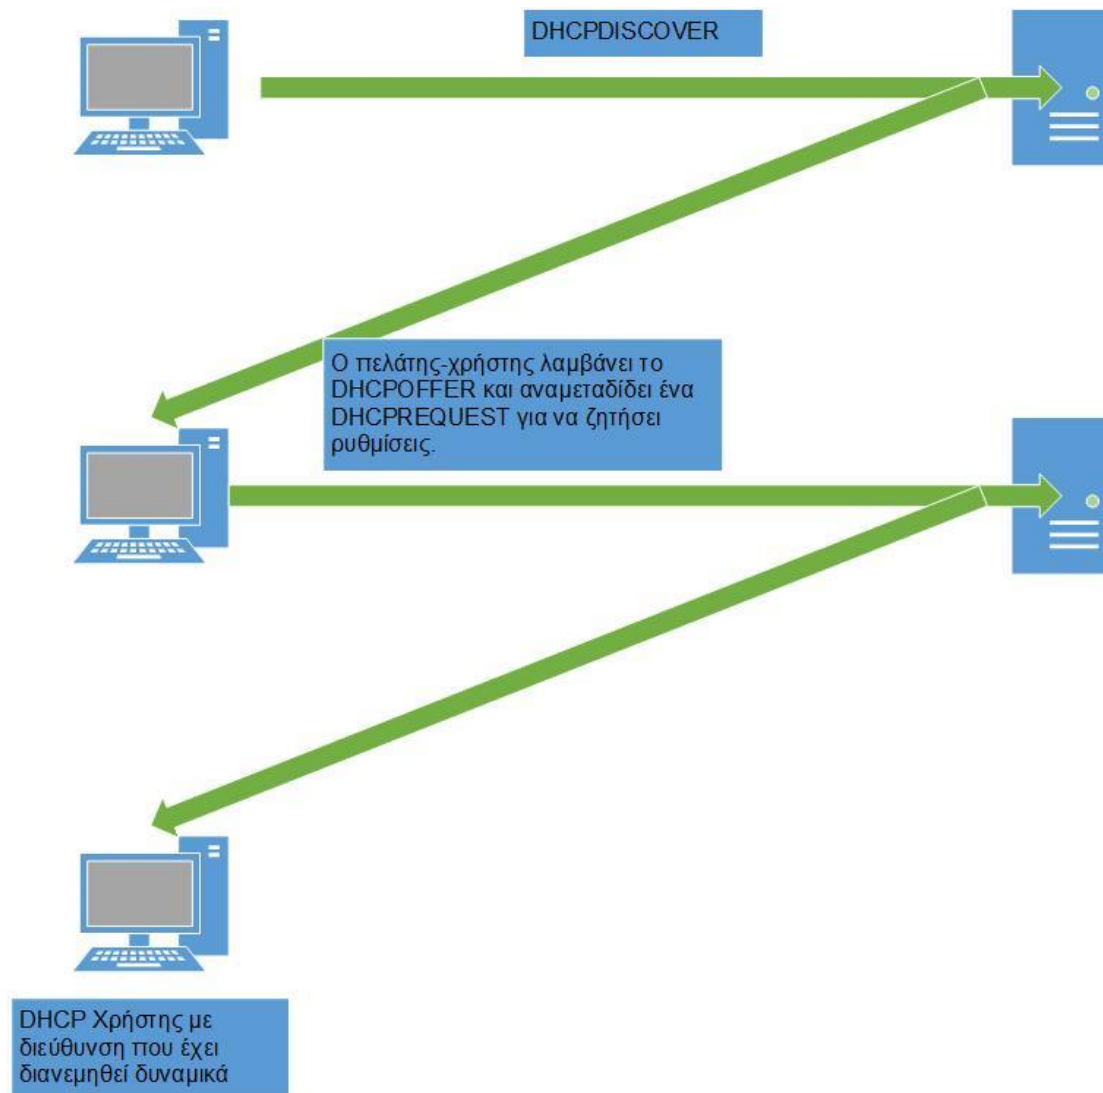 DHCPDISCOVER
Ο πελάτης-χρήστης λαμβάνει το
DHCPOFFER και αναμεταδίδει ένα
DHCPREQUEST για να ζητήσει
ρυθμίσεις.
DHCP Χρήστης με
διεύθυνση που έχει
διανεμηθεί δυναμικά